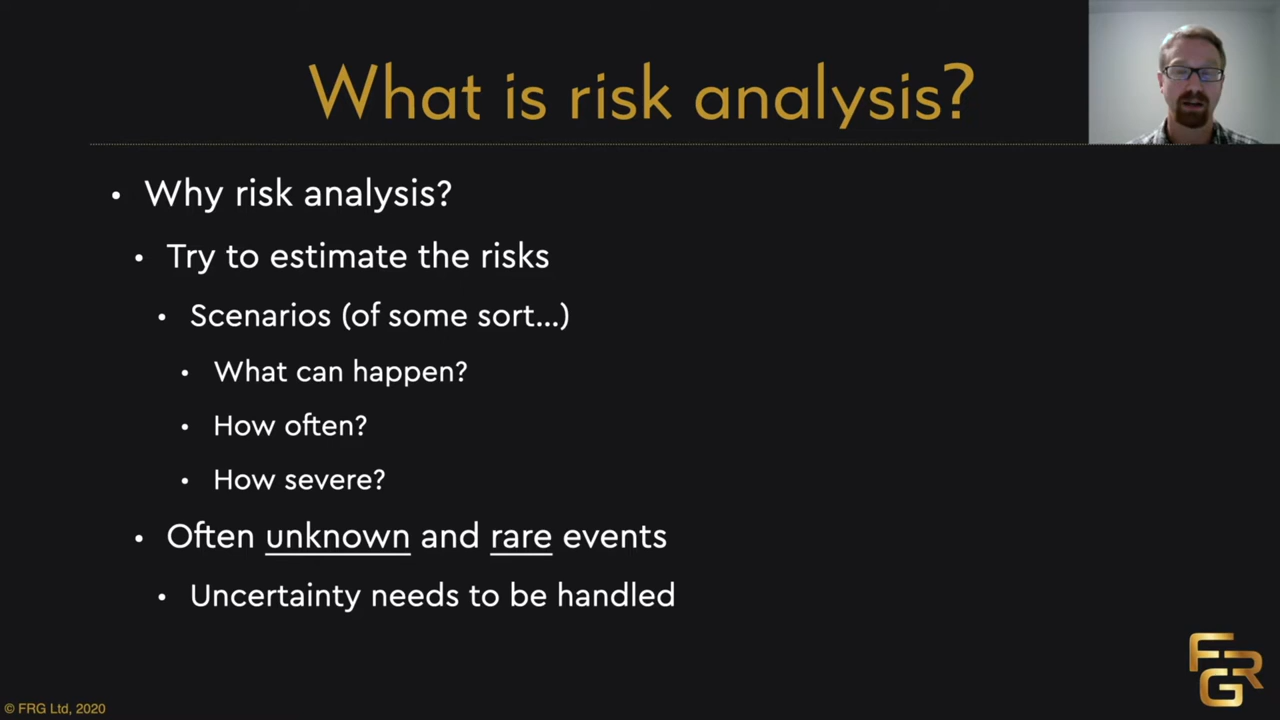 What is risk analysis?
• Why risk analysis?
• Try to estimate the risks
• Scenarios (of some sort...)
• What can happen?
• How often?
• How severe?
• Often unknown and rare events
• Uncertainty needs to be handled
FRG
© FRG Ltd, 2020